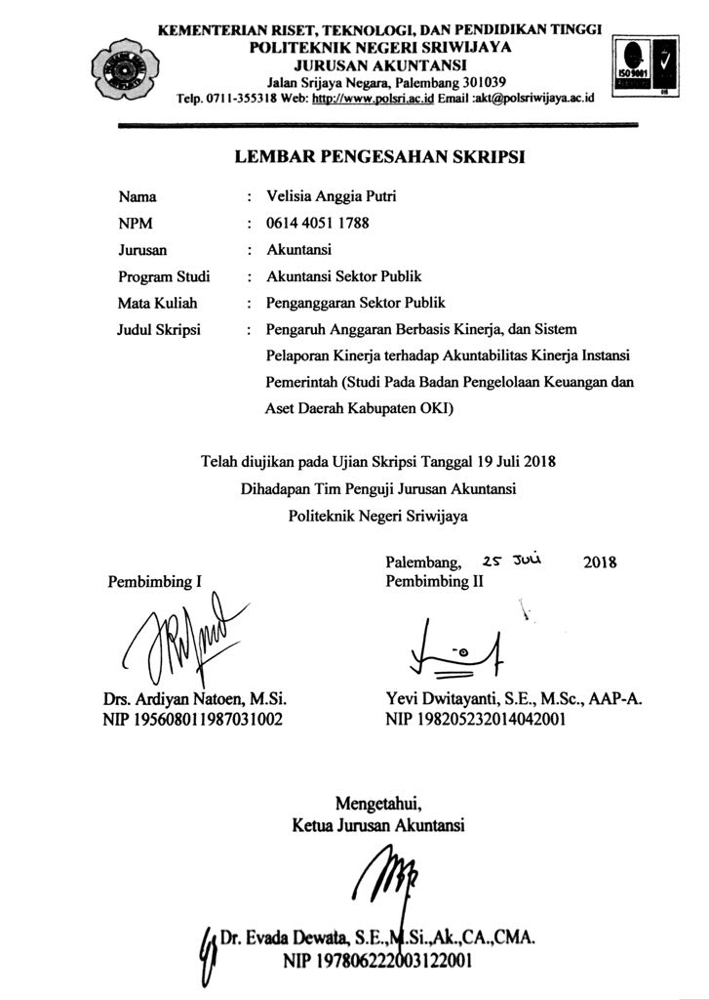 KEMENTERIAN RISET, TEKNOLOGI, DAN PENDIDIKAN TINGGI
POLITEKNIK NEGERI SRIWIJAYA
JURUSAN AKUNTANSI
Jalan Srijaya Negara, Palembang 301039
Telp. 0711-355318 Web: http://www.polsri.ac.id Email :akt@polsriwijaya.ac.id
ISO 9001
LEMBAR PENGESAHAN SKRIPSI
Nama : Velisia Anggia Putri
NPM : 0614 4051 1788
Jurusan : Akuntansi
Program Studi : Akuntansi Sektor Publik
Mata Kuliah : Penganggaran Sektor Publik
Judul Skripsi : Pengaruh Anggaran Berbasis Kinerja, dan Sistem
Pelaporan Kinerja terhadap Akuntabilitas Kinerja Instansi
Pemerintah (Studi Pada Badan Pengelolaan Keuangan dan
Aset Daerah Kabupaten OKI)
Telah diujikan pada Ujian Skripsi Tanggal 19 Juli 2018
Dihadapan Tim Penguji Jurusan Akuntansi
Politeknik Negeri Sriwijaya
Palembang, 25 Juli 2018
Pembimbing I
Pembimbing II
Drs. Ardiyan Natoen, M.Si.
NIP 195608011987031002
Yevi Dwitayanti, S.E., M.Sc., AAP-A.
NIP 198205232014042001
Mengetahui,
Ketua Jurusan Akuntansi
Dr. Evada Dewata, S.E.,M.Si.,Ak.,CA.,CMA.
NIP 197806222003122001